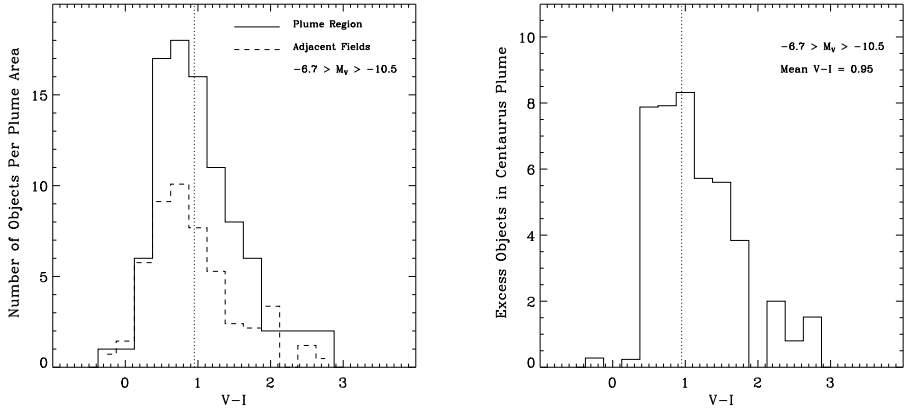 Plume Region
Adjacent Fields
-6.7 > M_V > -10.5
Number of Objects Per Plume Area
15
10
5
0
0
1
2
3
V-I
-6.7 > M_V > -10.5
Mean V-I = 0.95
Excess Objects in Centaurus Plume
10
8
6
4
2
0
0
1
2
3
V-I